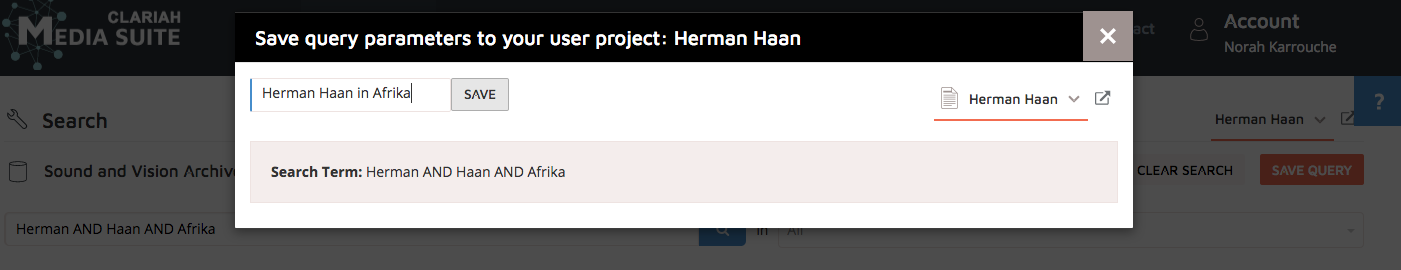 CLARIAH
MEDIA SUITE
Save query parameters to your user project: Herman Haan
×
act
Account
Norah Karrouche
Herman Haan in Afrika
SAVE
Herman Haan
?
Search
Herman Haan
Search Term: Herman AND Haan AND Afrika
Sound and Vision Archive
CLEAR SEARCH
SAVE QUERY
Herman AND Haan AND Afrika
in
All